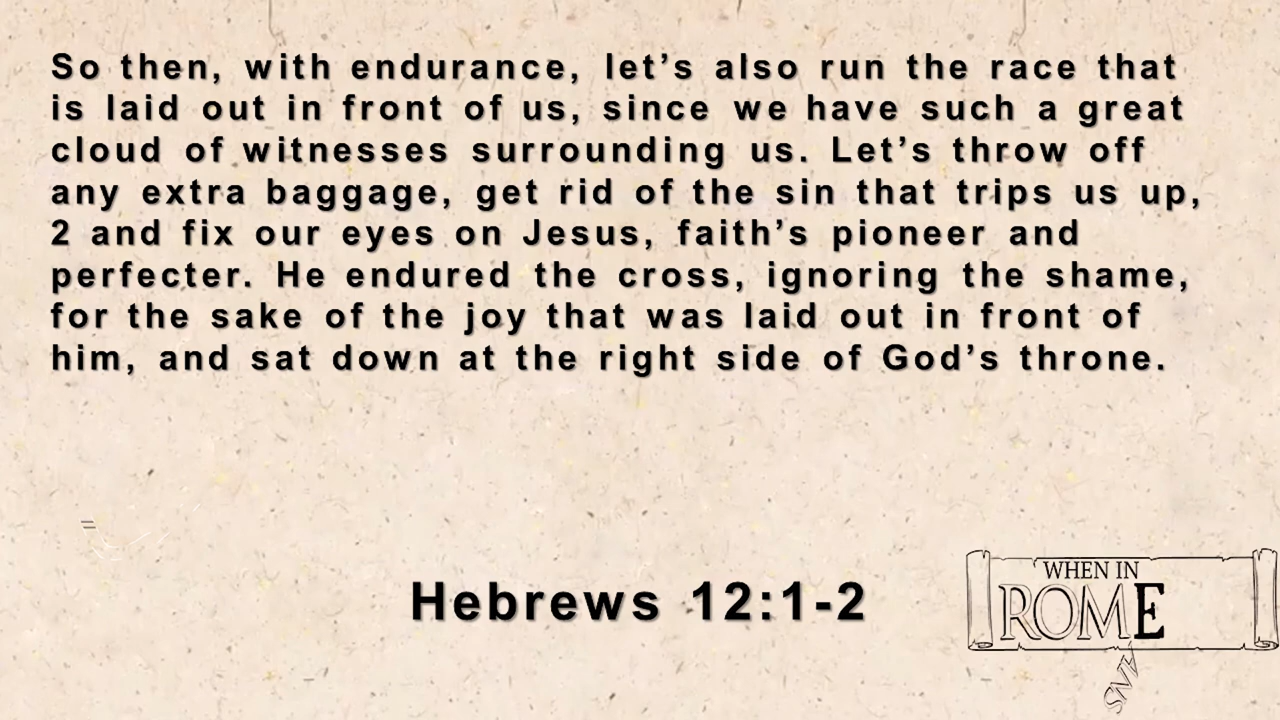 So then, with endurance, let’s also run the race that
is laid out in front of us, since we have such a great
cloud of witnesses surrounding us. Let’s throw off
any extra baggage, get rid of the sin that trips us up,
2 and fix our eyes on Jesus, faith’s pioneer and
perfecter. He endured the cross, ignoring the shame,
for the sake of the joy that was laid out in front of
him, and sat down at the right side of God’s throne.
Hebrews 12:1-2
WHEN IN
ROME